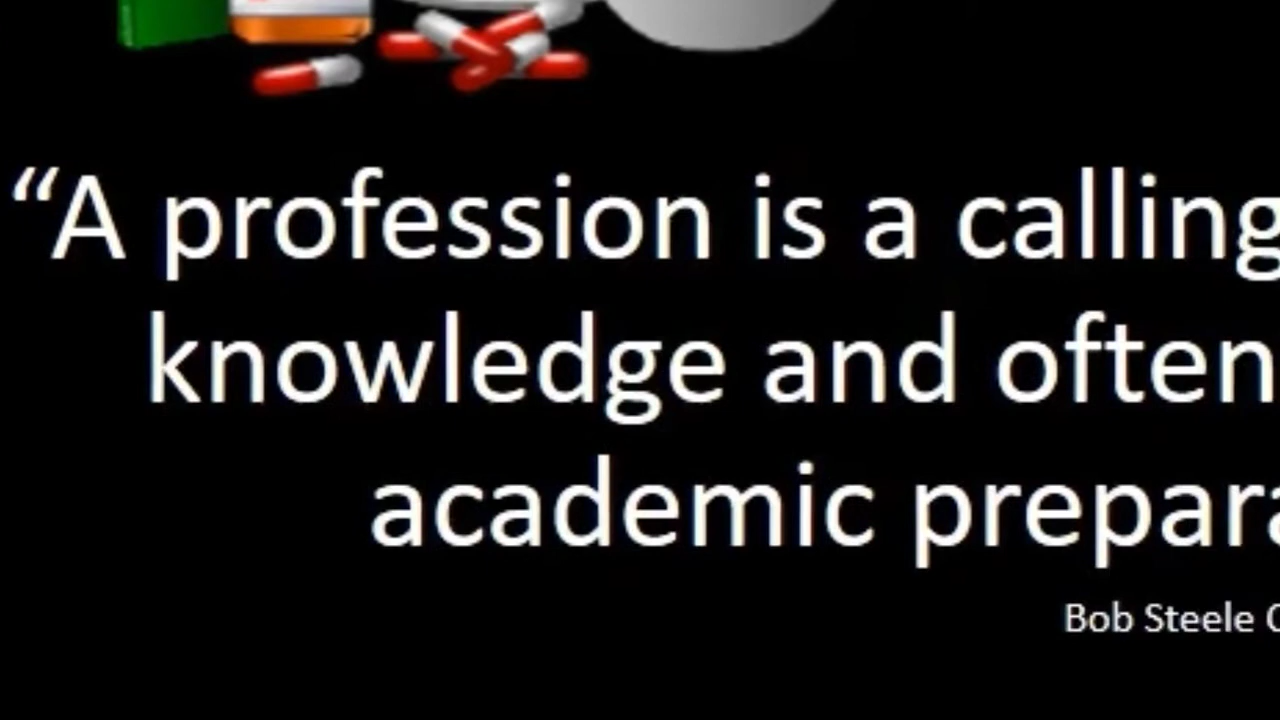 “A profession is a calling
knowledge and often
academic prepara
Bob Steele